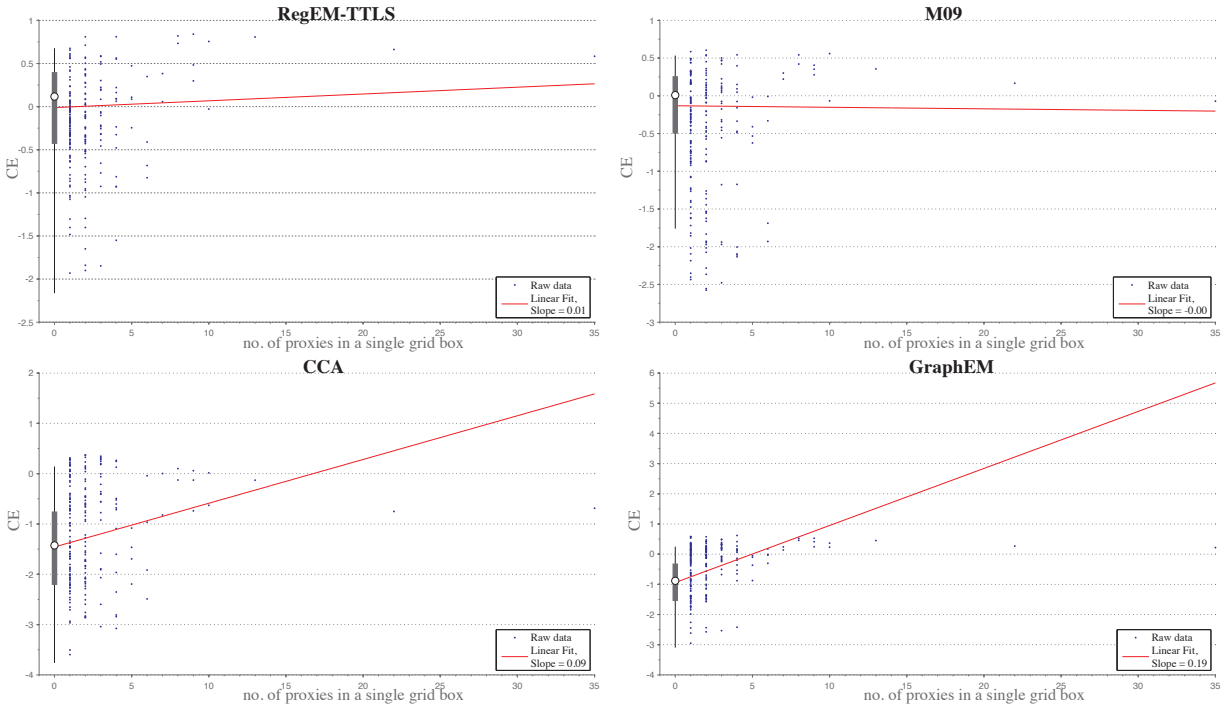 RegEM-TTLS
1
0.5
0
-0.5
-1
-1.5
-2
-2.5
CE
0 5 10 15 20 25 30 35
no. of proxies in a single grid box
Raw data
Linear Fit,
Slope = 0.01
M09
1
0.5
0
-0.5
-1
-1.5
-2
-2.5
-3
CE
0 5 10 15 20 25 30 35
no. of proxies in a single grid box
Raw data
Linear Fit,
Slope = -0.00
CCA
2
1
0
-1
-2
-3
-4
CE
0 5 10 15 20 25 30 35
no. of proxies in a single grid box
Raw data
Linear Fit,
Slope = 0.09
GraphEM
6
5
4
3
2
1
0
-1
-2
-3
-4
CE
0 5 10 15 20 25 30 35
no. of proxies in a single grid box
Raw data
Linear Fit,
Slope = 0.19